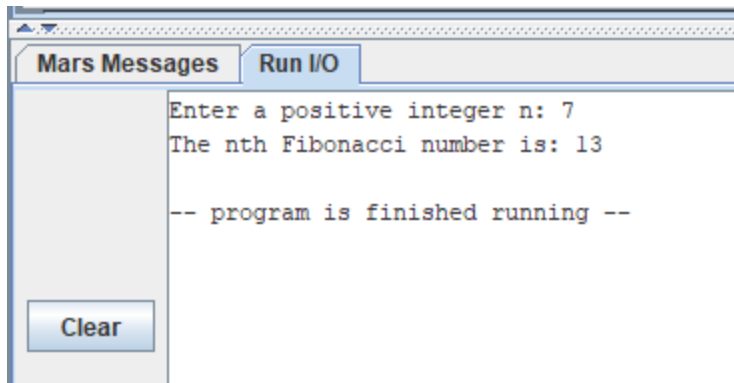 Mars Messages Run I/O
Enter a positive integer n: 7
The nth Fibonacci number is: 13
-- program is finished running --
Clear